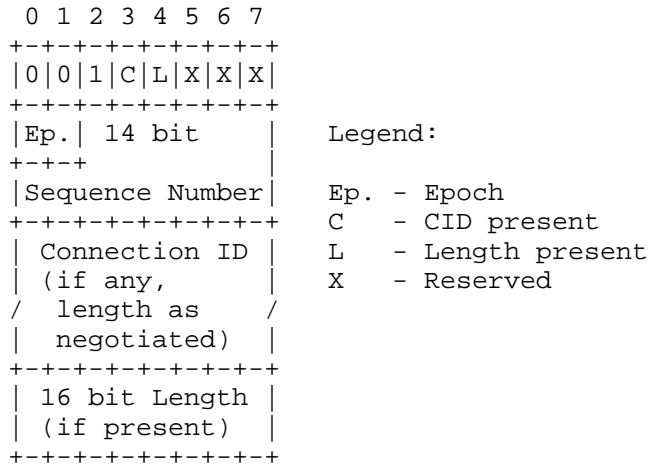 0 1 2 3 4 5 6 7
+-+-+-+-+-+-+-+-+
|0|0|1|C|L|X|X|X|
+-+-+-+-+-+-+-+-+
|Ep.| 14 bit    |   Legend:
+-+-+           |
|Sequence Number|   Ep. - Epoch
+-+-+-+-+-+-+-+-+   C   - CID present
| Connection ID |   L   - Length present
| (if any,      |   X   - Reserved
/  length as    /
|  negotiated)  |
+-+-+-+-+-+-+-+-+
| 16 bit Length |
| (if present)  |
+-+-+-+-+-+-+-+-+